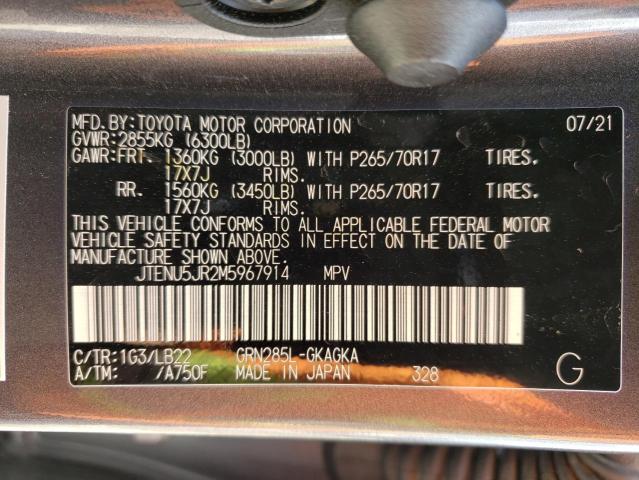 MFD. BY: TOYOTA MOTOR CORPORATION 07/21
GVWR: 2855KG (6300LB)
GAWR: FRT. 1360KG (3000LB) WITH P265/70R17 TIRES.
17X7J RIMS.
RR. 1560KG (3450LB) WITH P265/70R17 TIRES.
17X7J RIMS.
THIS VEHICLE CONFORMS TO ALL APPLICABLE FEDERAL MOTOR
VEHICLE SAFETY STANDARDS IN EFFECT ON THE DATE OF
MANUFACTURE SHOWN ABOVE.
JTENU5JR2M5967914 MPV
C/TR: 1G3/LB22 GRN285L-GKAGKA
A/TM: /A750F MADE IN JAPAN 328 G